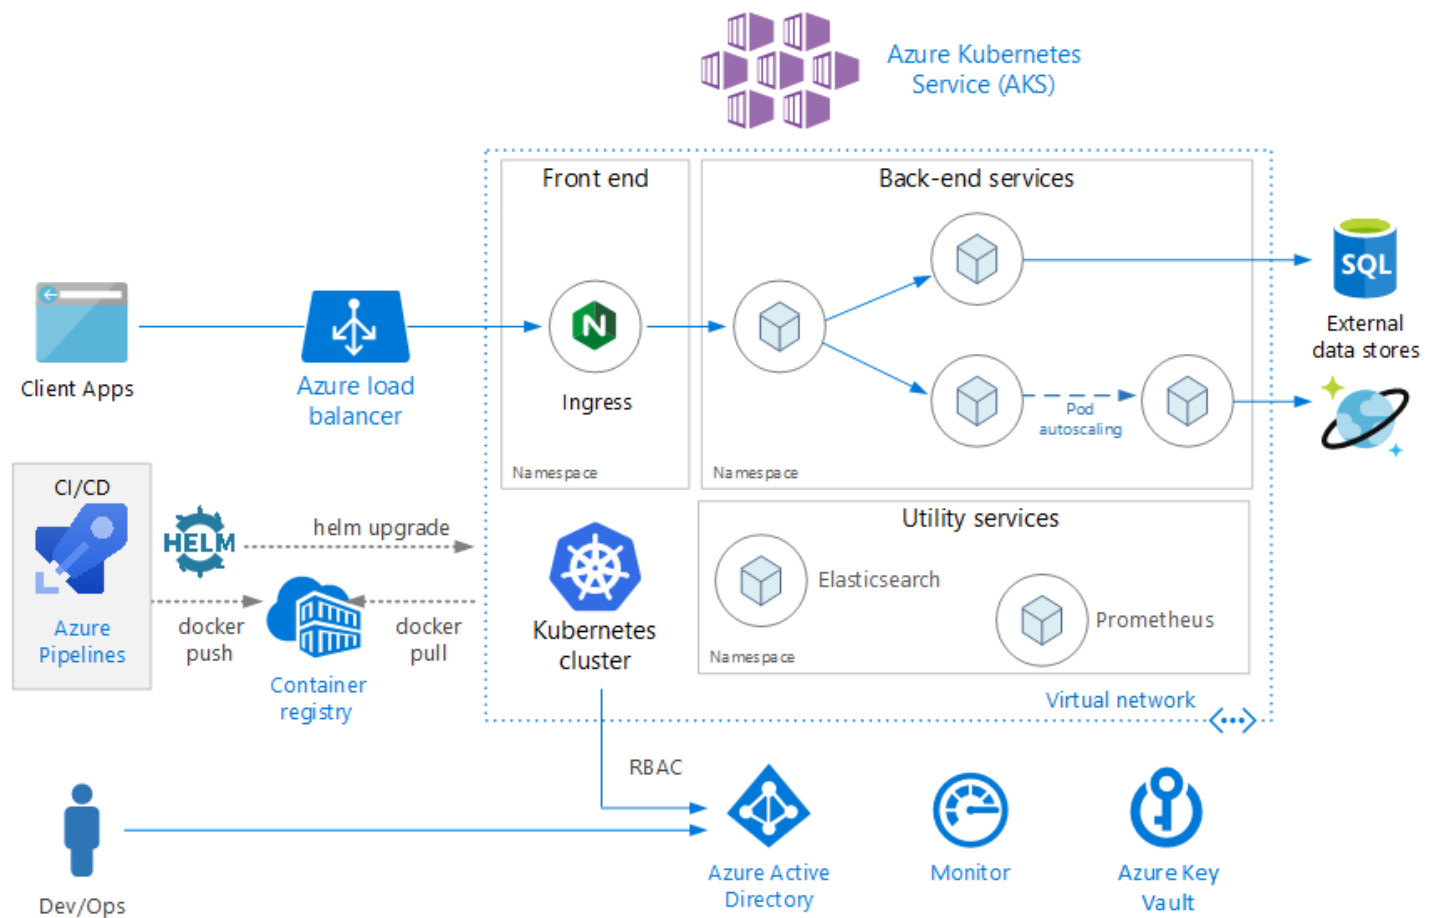 Azure Kubernetes
Service (AKS)
Front end
Back-end services
SQL
External
data stores
Client Apps
Azure load
balancer
N
Ingress
Pod
autoscaling
Namespace
Namespace
CI/CD
HELM
helm upgrade
Utility services
Elasticsearch
Prometheus
Azure
Pipelines
docker
push
docker
pull
Kubernetes
cluster
Namespace
Container
registry
Virtual network
RBAC
Azure Active
Directory
Monitor
Azure Key
Vault
Dev/Ops